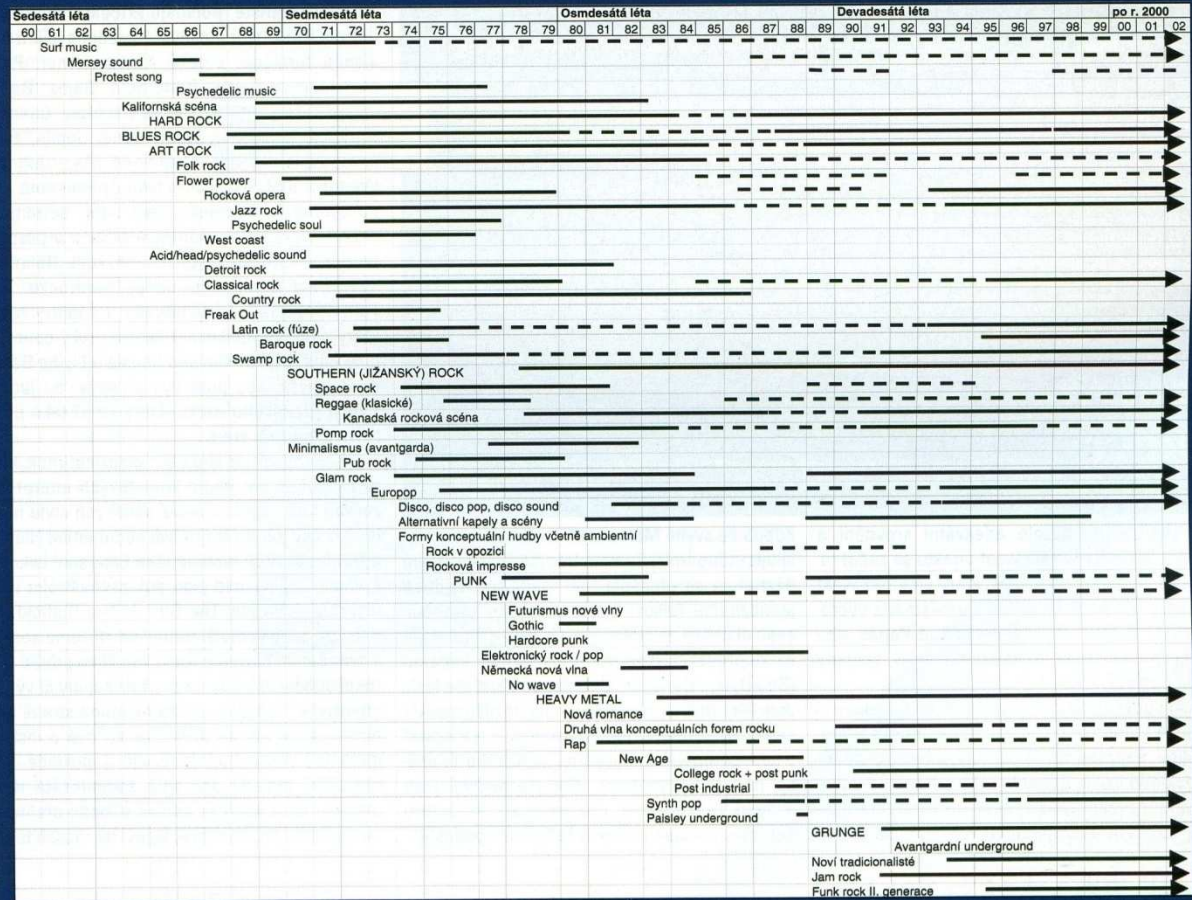 Šedesátá léta Sedmdesátá léta Osmdesátá léta Devadesátá léta po r. 2000
60 61 62 63 64 65 66 67 68 69 70 71 72 73 74 75 76 77 78 79 80 81 82 83 84 85 86 87 88 89 90 91 92 93 94 95 96 97 98 99 00 01 02
Surf music
Mersey sound
Protest song
Psychedelic music
Kalifornská scéna
HARD ROCK
BLUES ROCK
ART ROCK
Folk rock
Flower power
Rocková opera
Jazz rock
Psychedelic soul
West coast
Acid/head/psychedelic sound
Detroit rock
Classical rock
Country rock
Freak Out
Latin rock (fúze)
Baroque rock
Swamp rock
SOUTHERN (JIŽANSKÝ) ROCK
Space rock
Reggae (klasické)
Kanadská rocková scéna
Pomp rock
Minimalismus (avantgarda)
Pub rock
Glam rock
Europop
Disco, disco pop, disco sound
Alternativní kapely a scény
Formy konceptuální hudby včetně ambientní
Rock v opozici
Rocková impresse
PUNK
NEW WAVE
Futurismus nové vlny
Gothic
Hardcore punk
Elektronický rock / pop
Německá nová vlna
No wave
HEAVY METAL
Nová romance
Druhá vlna konceptuálních forem rocku
Rap
New Age
College rock + post punk
Post industrial
Synth pop
Paisley underground
GRUNGE
Avantgardní underground
Noví tradicionalisté
Jam rock
Funk rock II. generace